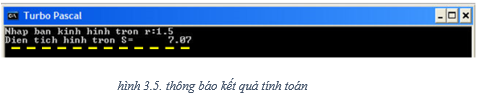 Turbo Pascal
Nhap ban kinh hinh tron r:1.5
Dien tich hinh tron S=      7.07
hình 3.5. thông báo kết quả tính toán